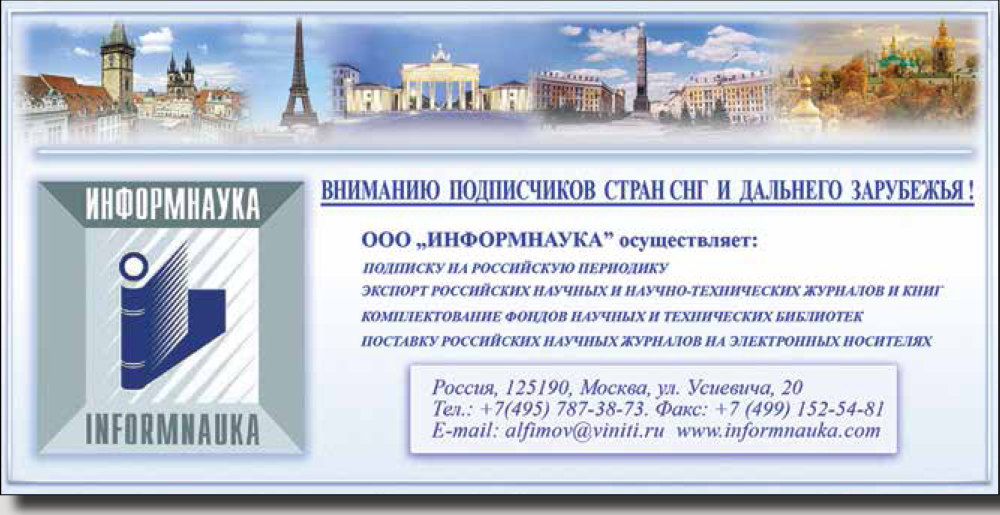 ВНИМАНИЮ ПОДПИСЧИКОВ СТРАН СНГ И ДАЛЬНЕГО ЗАРУБЕЖЬЯ!
ИНФОРМНАУКА
ООО „ИНФОРМНАУКА” осуществляет:
ПОДПИСКУ НА РОССИЙСКУЮ ПЕРИОДИКУ
ЭКСПОРТ РОССИЙСКИХ НАУЧНЫХ И НАУЧНО-ТЕХНИЧЕСКИХ ЖУРНАЛОВ И КНИГ
КОМПЛЕКТОВАНИЕ ФОНДОВ НАУЧНЫХ И ТЕХНИЧЕСКИХ БИБЛИОТЕК
ПОСТАВКУ РОССИЙСКИХ НАУЧНЫХ ЖУРНАЛОВ НА ЭЛЕКТРОННЫХ НОСИТЕЛЯХ
Россия, 125190, Москва, ул. Усиевича, 20
Тел.: +7(495) 787-38-73. Факс: +7 (499) 152-54-81
E-mail: alfimov@viniti.ru www.informnauka.com
INFORMNAUKA